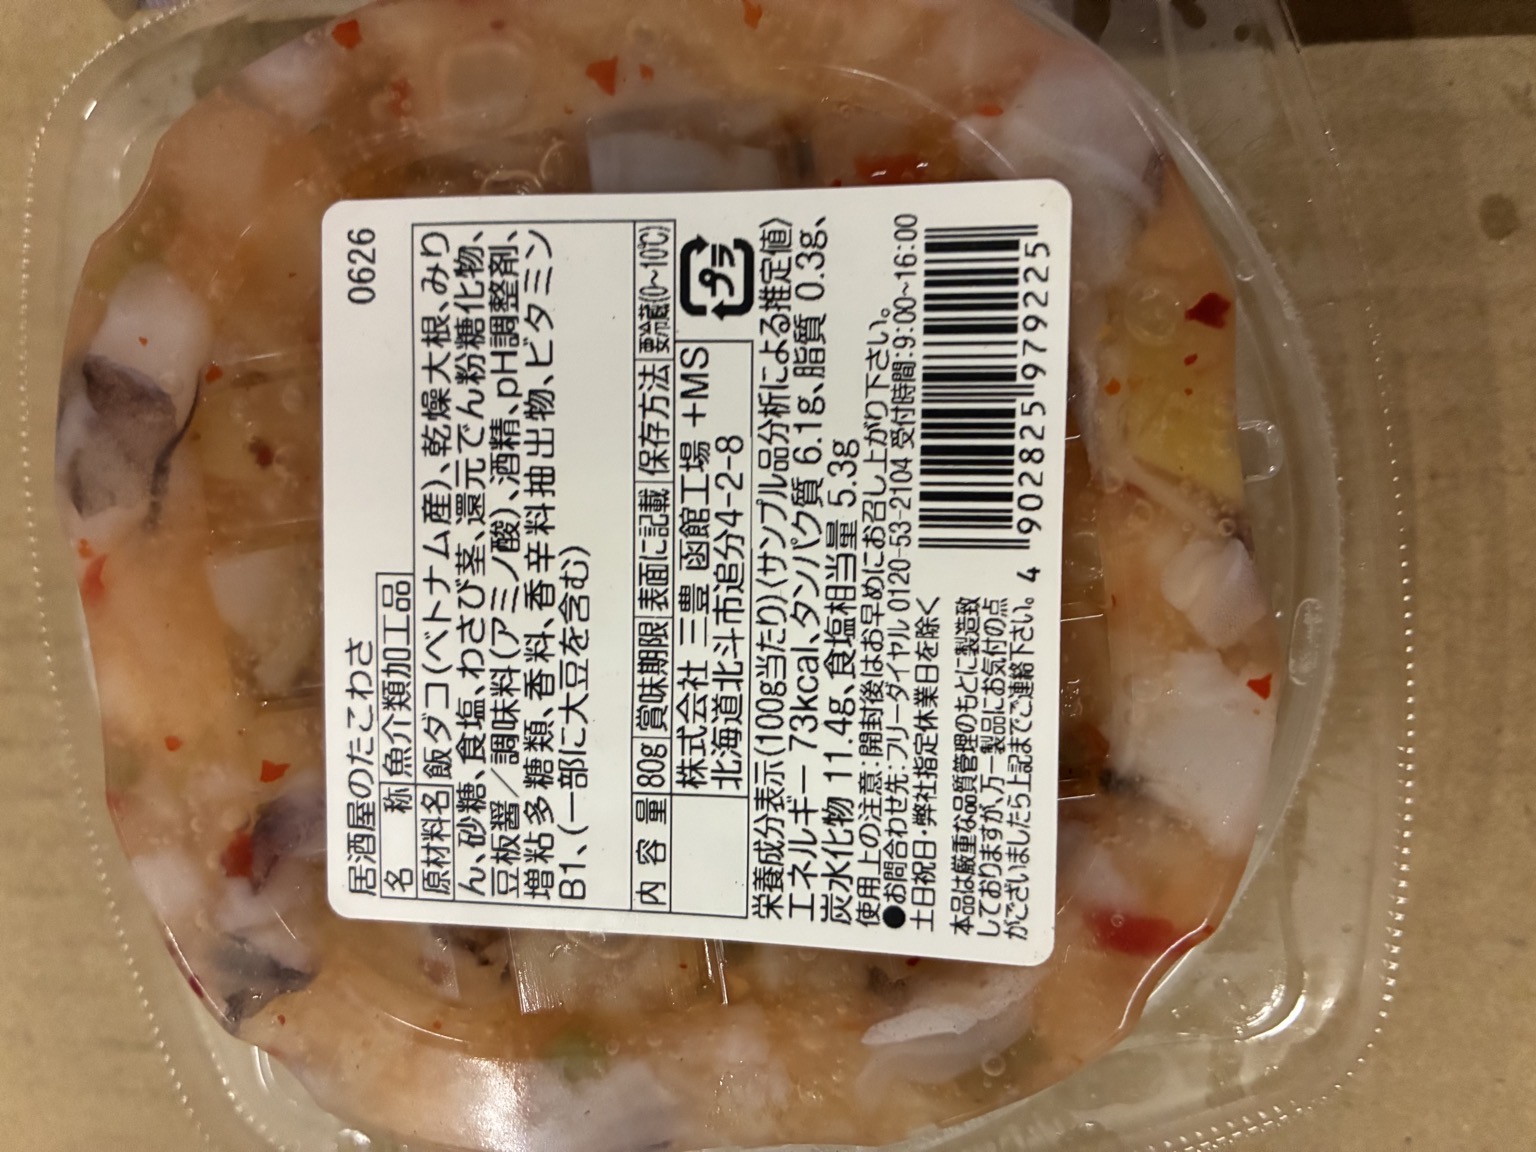 居酒屋のたこわさ 0626
名 称 魚介類加工品
原材料名 飯ダコ(ベトナム産)、乾燥大根、みり
ん、砂糖、食塩、わさび茎、還元でん粉糖化物、
豆板醤/調味料(アミノ酸)、酒精、pH調整剤、
増粘多糖類、香料、香辛料抽出物、ビタミン
B1、(一部に大豆を含む)
内 容 量 80g 賞味期限 表面に記載 保存方法 要冷蔵(0~10℃)
株式会社 三豊 函館工場 +MS
北海道北斗市追分4-2-8
プラ
栄養成分表示(100g当たり)(サンプル品分析による推定値)
エネルギー 73kcal、タンパク質 6.1g、脂質 0.3g、
炭水化物 11.4g、食塩相当量 5.3g
使用上の注意:開封後はお早めにお召し上がり下さい。
●お問合わせ先:フリーダイヤル 0120-53-2104 受付時間:9:00~16:00
土日祝日・弊社指定休業日を除く
本品は厳重な品質管理のもとに製造致
しておりますが、万一製品にお気付の点
がございましたら上記までご連絡下さい。
4 902825 979225